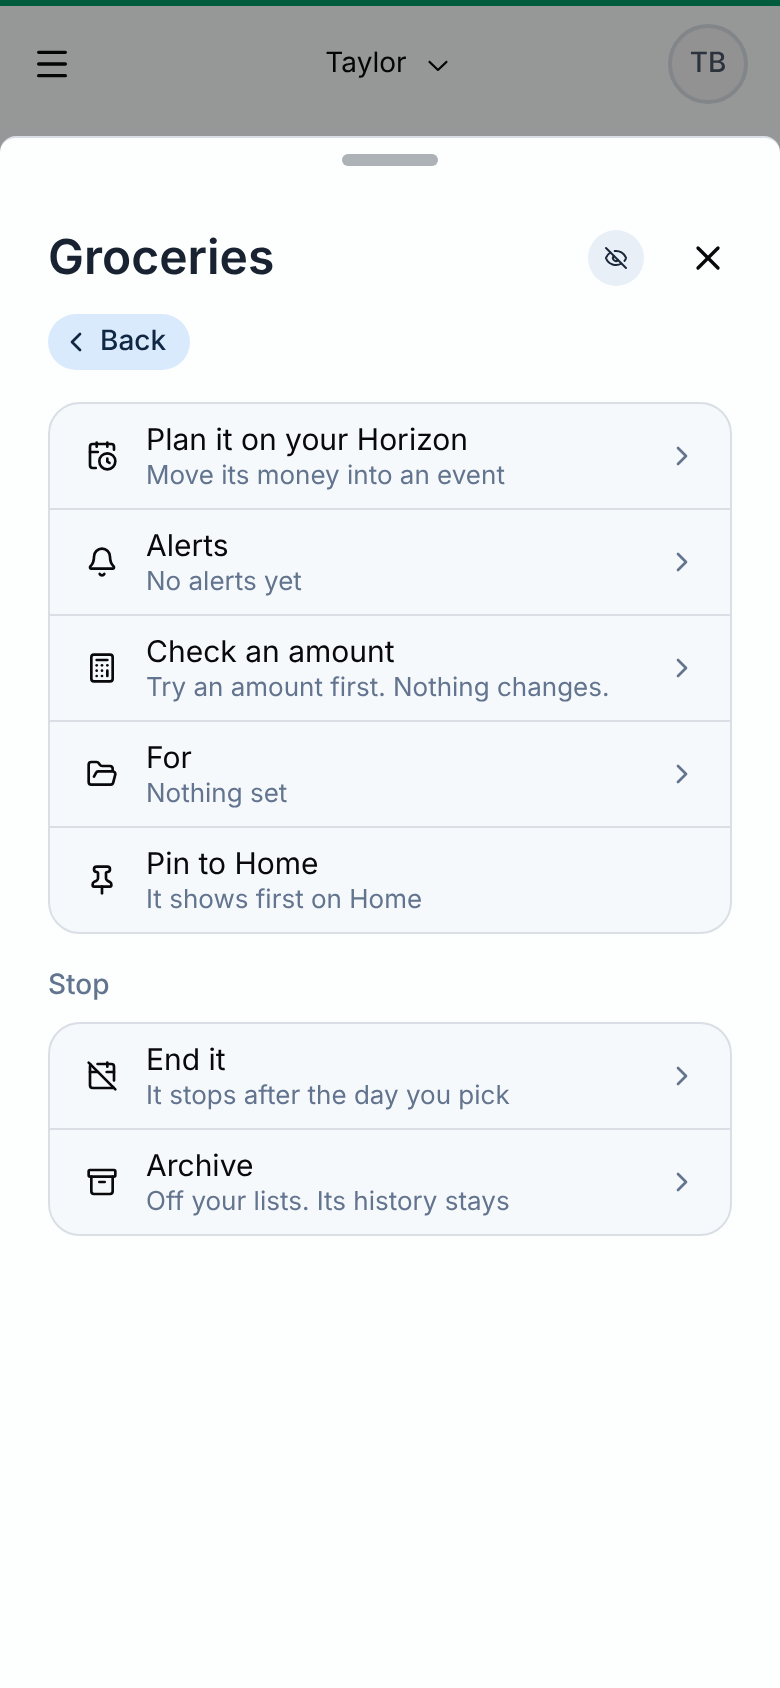 Taylor
TB
Groceries
Back
Plan it on your Horizon
Move its money into an event
Alerts
No alerts yet
Check an amount
Try an amount first. Nothing changes.
For
Nothing set
Pin to Home
It shows first on Home
Stop
End it
It stops after the day you pick
Archive
Off your lists. Its history stays